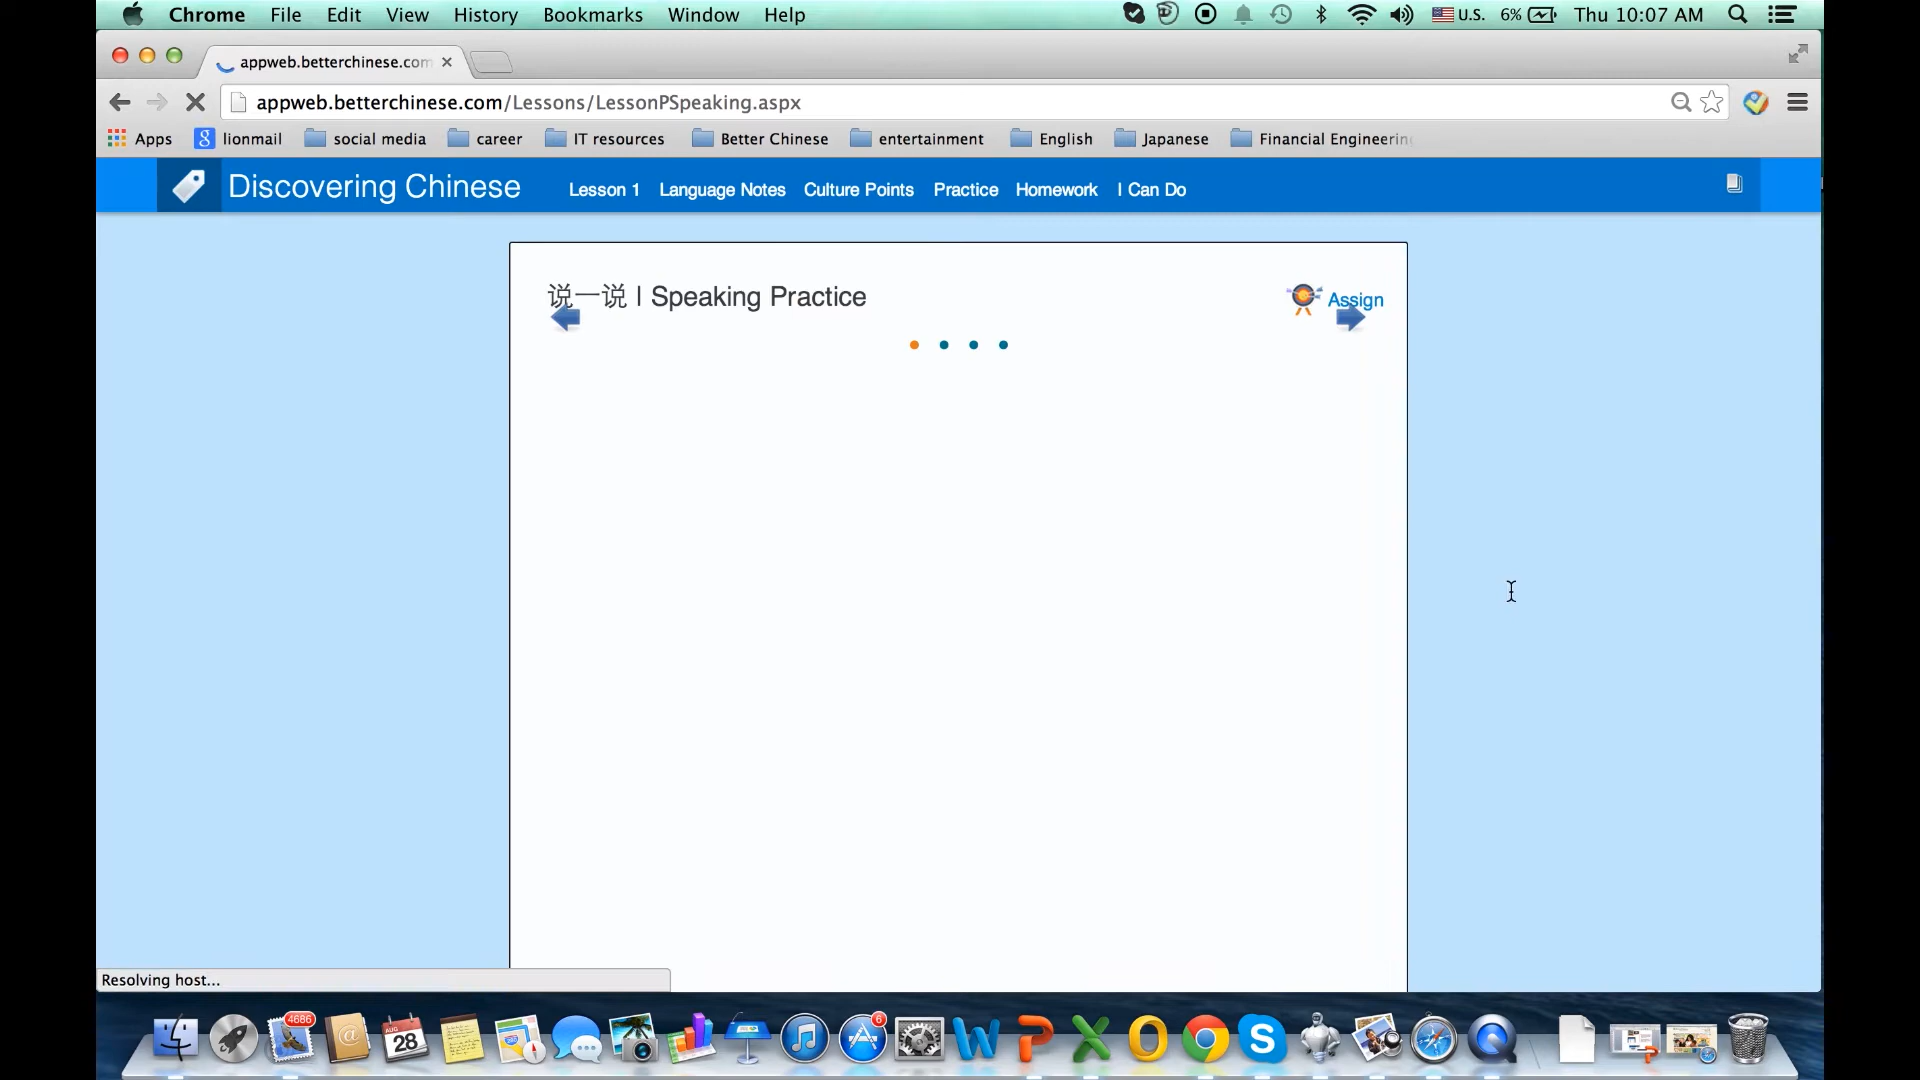 Chrome File Edit View History Bookmarks Window Help U.S. 6% Thu 10:07 AM
appweb.betterchinese.com
appweb.betterchinese.com/Lessons/LessonPSpeaking.aspx
Apps lionmail social media career IT resources Better Chinese entertainment English Japanese Financial Engineering
Discovering Chinese Lesson 1 Language Notes Culture Points Practice Homework I Can Do
说一说 | Speaking Practice Assign
Resolving host...
4686
AUG
28
6